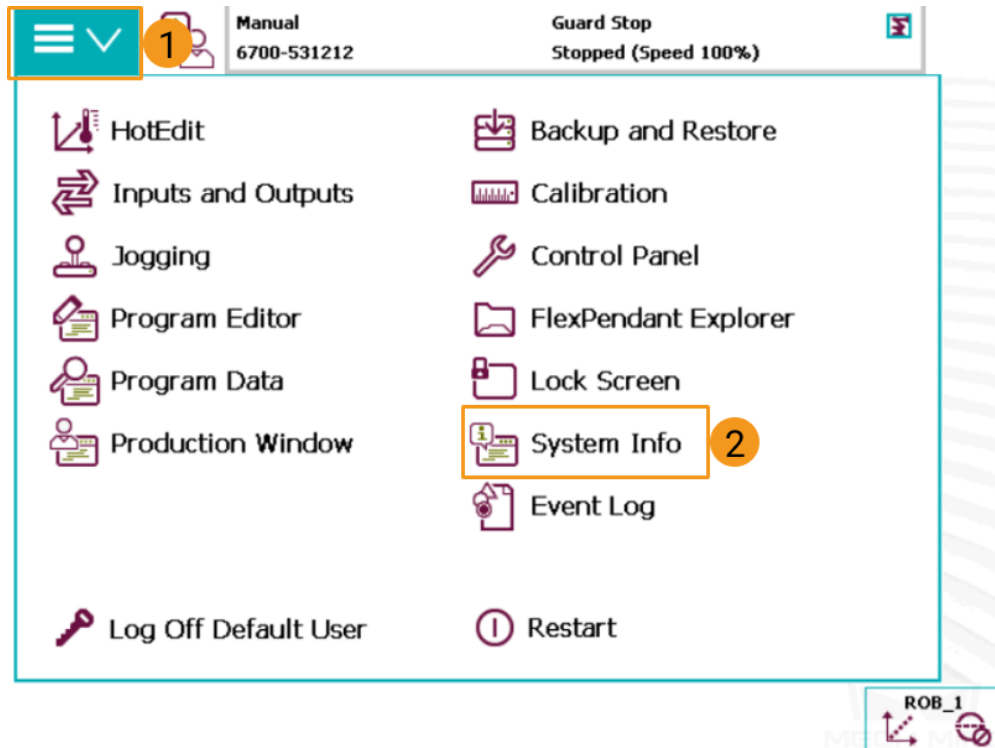 1
Manual
6700-531212
Guard Stop
Stopped (Speed 100%)
HotEdit
Inputs and Outputs
Jogging
Program Editor
Program Data
Production Window
Backup and Restore
Calibration
Control Panel
FlexPendant Explorer
Lock Screen
System Info
2
Event Log
Log Off Default User
Restart
ROB_1